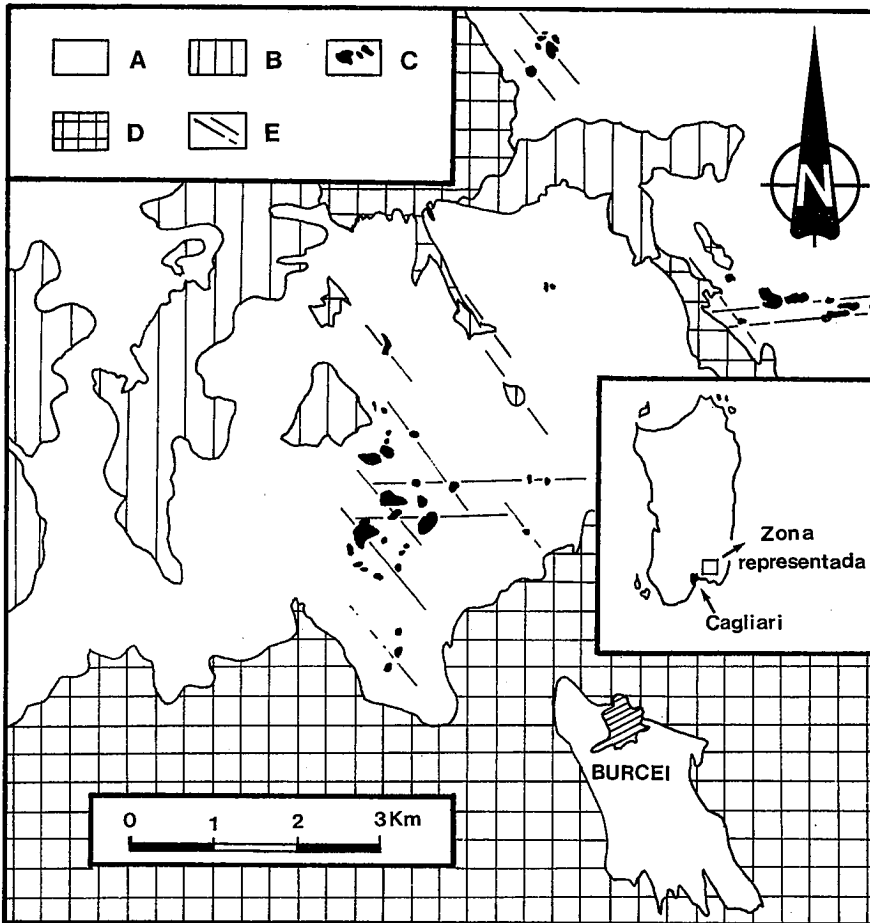 A B C
D E
N
Zona
representada
Cagliari
BURCEI
0 1 2 3Km